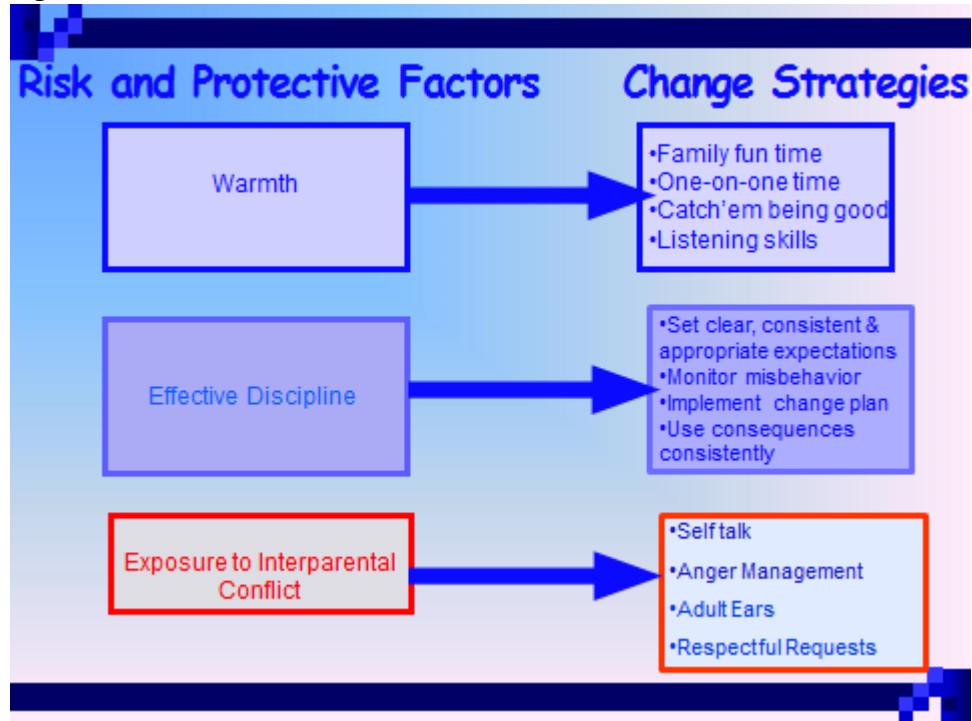 Risk and Protective Factors
Change Strategies
Warmth
•Family fun time
•One-on-one time
•Catch'em being good
•Listening skills
Effective Discipline
•Set clear, consistent &
appropriate expectations
•Monitor misbehavior
•Implement change plan
•Use consequences
consistently
Exposure to Interparental
Conflict
•Self talk
•Anger Management
•Adult Ears
•Respectful Requests